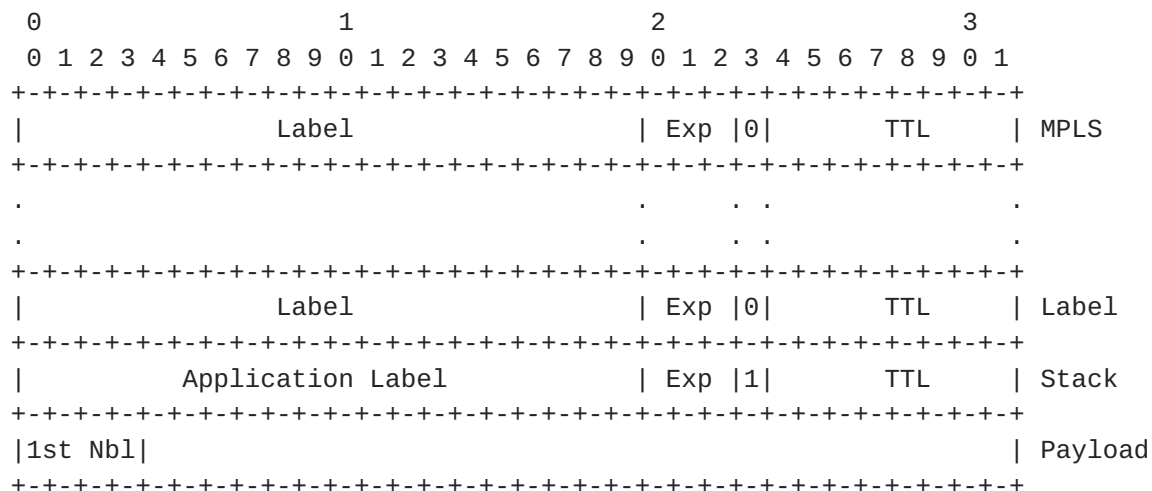 0                   1                   2                   3
 0 1 2 3 4 5 6 7 8 9 0 1 2 3 4 5 6 7 8 9 0 1 2 3 4 5 6 7 8 9 0 1
+-+-+-+-+-+-+-+-+-+-+-+-+-+-+-+-+-+-+-+-+-+-+-+-+-+-+-+-+-+-+-+-+
|                Label                  | Exp |0|       TTL     | MPLS
+-+-+-+-+-+-+-+-+-+-+-+-+-+-+-+-+-+-+-+-+-+-+-+-+-+-+-+-+-+-+-+-+
.                                       .     . .               .
.                                       .     . .               .
+-+-+-+-+-+-+-+-+-+-+-+-+-+-+-+-+-+-+-+-+-+-+-+-+-+-+-+-+-+-+-+-+
|                Label                  | Exp |0|       TTL     | Label
+-+-+-+-+-+-+-+-+-+-+-+-+-+-+-+-+-+-+-+-+-+-+-+-+-+-+-+-+-+-+-+-+
|          Application Label            | Exp |1|       TTL     | Stack
+-+-+-+-+-+-+-+-+-+-+-+-+-+-+-+-+-+-+-+-+-+-+-+-+-+-+-+-+-+-+-+-+
|1st Nbl|                                                       | Payload
+-+-+-+-+-+-+-+-+-+-+-+-+-+-+-+-+-+-+-+-+-+-+-+-+-+-+-+-+-+-+-+-+